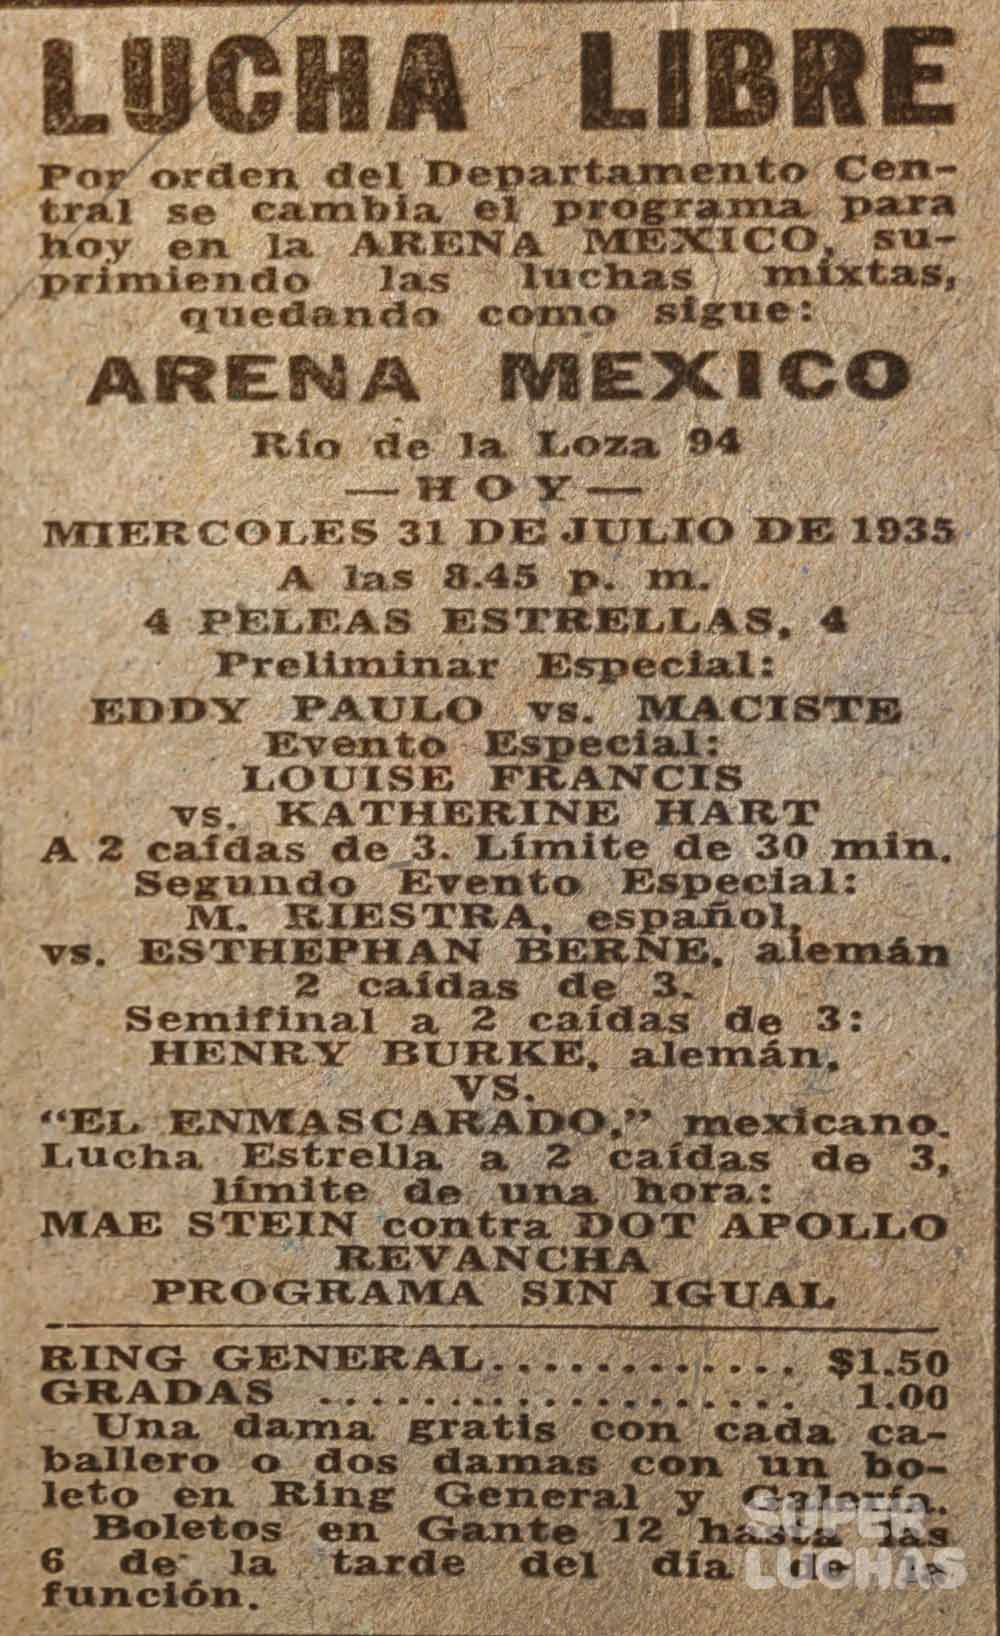 LUCHA LIBRE
Por orden del Departamento Cen-
tral se cambia el programa para
hoy en la ARENA MEXICO, su-
primiendo las luchas mixtas,
quedando como sigue:
ARENA MEXICO
Río de la Loza 94
—HOY—
MIERCOLES 31 DE JULIO DE 1935
A las 8.45 p. m.
4 PELEAS ESTRELLAS, 4
Preliminar Especial:
EDDY PAULO vs. MACISTE
Evento Especial:
LOUISE FRANCIS
vs. KATHERINE HART
A 2 caídas de 3. Límite de 30 min.
Segundo Evento Especial:
M. RIESTRA, español,
vs. ESTHEPHAN BERNE, alemán
2 caídas de 3.
Semifinal a 2 caídas de 3:
HENRY BURKE, alemán,
VS.
“EL ENMASCARADO,” mexicano.
Lucha Estrella a 2 caídas de 3,
límite de una hora:
MAE STEIN contra DOT APOLLO
REVANCHA
PROGRAMA SIN IGUAL
RING GENERAL............ $1.50
GRADAS .................. 1.00
Una dama gratis con cada ca-
ballero o dos damas con un bo-
leto en Ring General y Galería.
Boletos en Gante 12 hasta las
6 de la tarde del día de la
función.
SUPER
LUCHAS